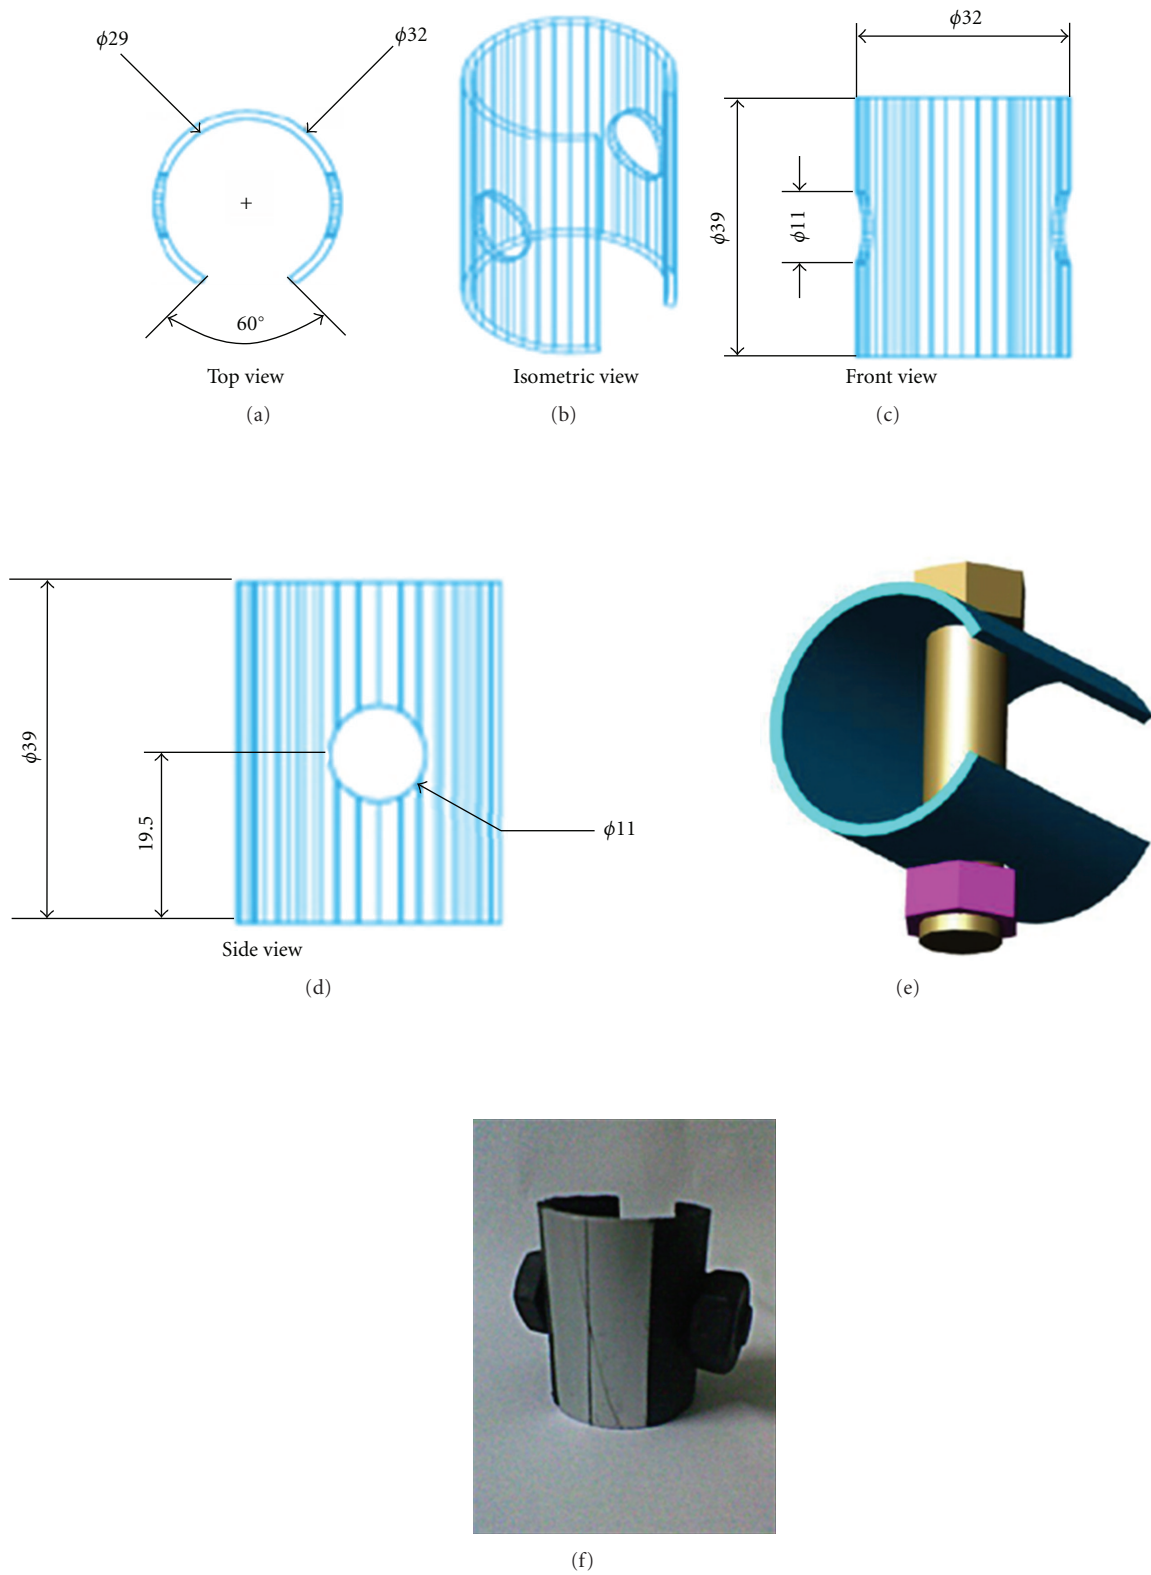 ϕ29
ϕ32
60°
Top view
(a)
Isometric view
(b)
ϕ32
ϕ39
ϕ11
Front view
(c)
ϕ39
19.5
ϕ11
Side view
(d)
(e)
(f)